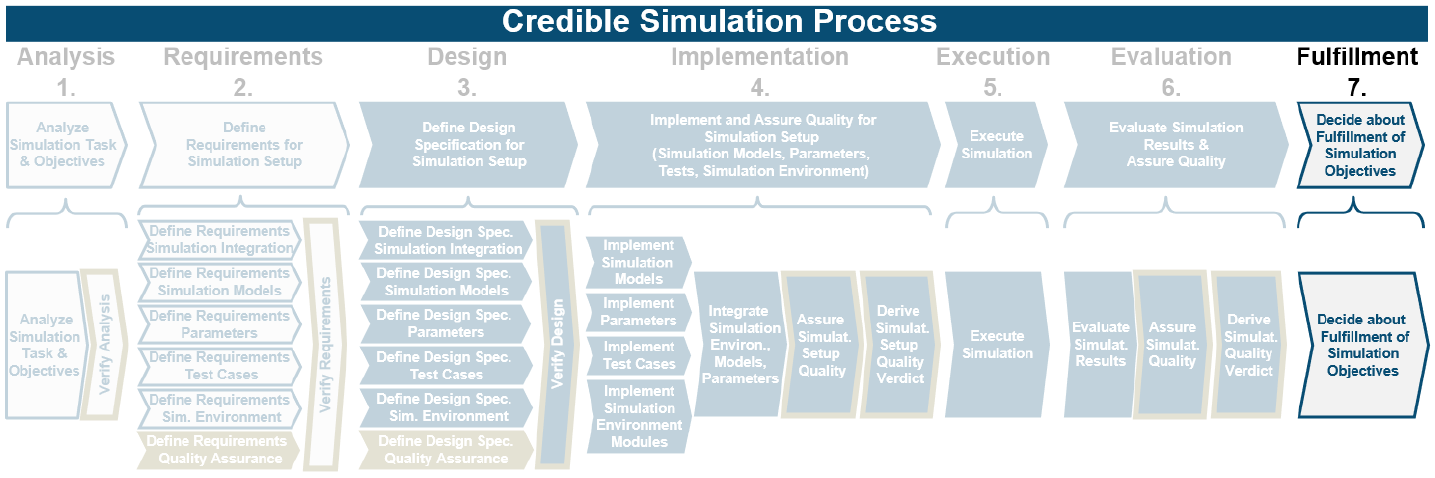 Credible Simulation Process
Analysis
1.
Requirements
2.
Design
3.
Implementation
4.
Execution
5.
Evaluation
6.
Fulfillment
7.
Analyze
Simulation Task
& Objectives
Define
Requirements for
Simulation Setup
Define Design
Specification for
Simulation Setup
Implement and Assure Quality for
Simulation Setup
(Simulation Models, Parameters,
Tests, Simulation Environment)
Execute
Simulation
Evaluate Simulation
Results &
Assure Quality
Decide about
Fulfillment of
Simulation
Objectives
Analyze
Simulation
Task &
Objectives
Verify Analysis
Define Requirements
Simulation Integration
Define Requirements
Simulation Models
Define Requirements
Parameters
Define Requirements
Test Cases
Define Requirements
Sim. Environment
Define Requirements
Quality Assurance
Verify Requirements
Define Design Spec.
Simulation Integration
Define Design Spec.
Simulation Models
Define Design Spec.
Parameters
Define Design Spec.
Test Cases
Define Design Spec.
Sim. Environment
Define Design Spec.
Quality Assurance
Verify Design
Implement
Simulation
Models
Implement
Parameters
Implement
Test Cases
Implement
Simulation
Environment
Modules
Integrate
Simulation
Environ..
Models,
Parameters
Assure
Simulat.
Setup
Quality
Derive
Simulat.
Setup
Quality
Verdict
Execute
Simulation
Evaluate
Simulat.
Results
Assure
Simulat.
Quality
Derive
Simulat.
Quality
Verdict
Decide about
Fulfillment of
Simulation
Objectives